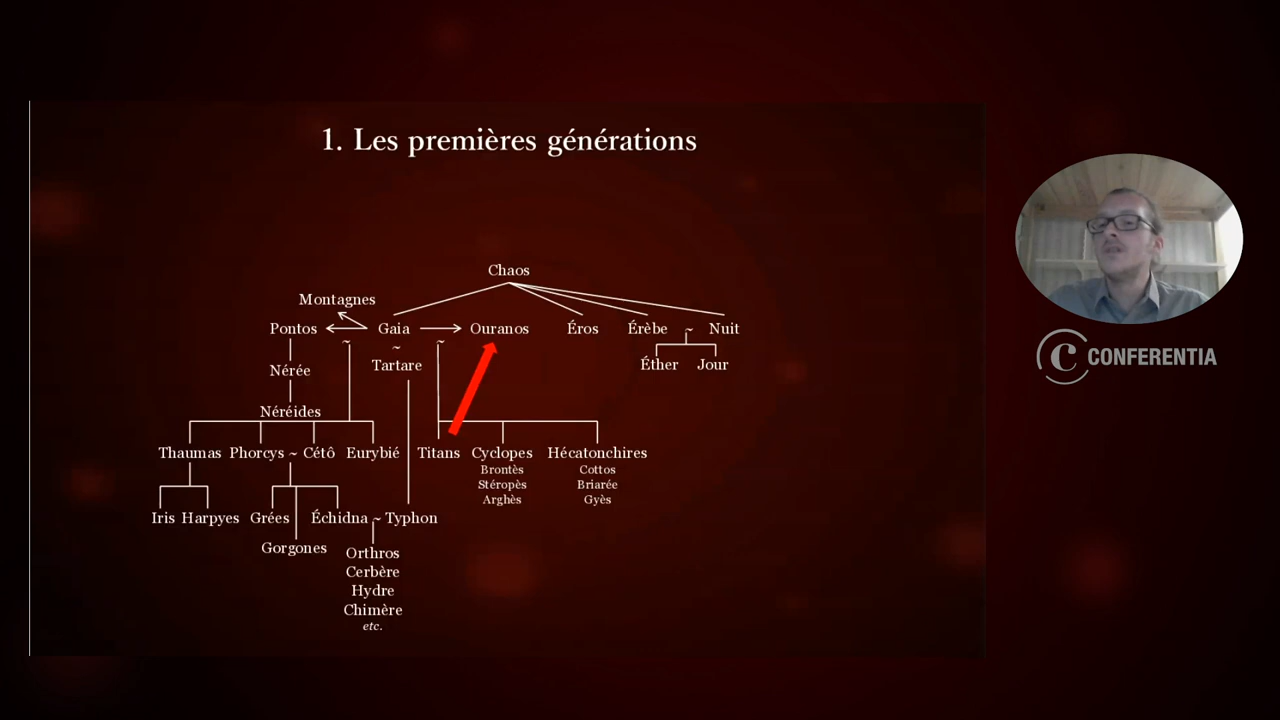 1. Les premières générations
Chaos
Montagnes
Pontos Gaia Ouranos Éros Érèbe ~ Nuit
~ ~ ~
Nérée Tartare Éther Jour
Néréides
Thaumas Phorcys ~ Cétô Eurybié Titans Cyclopes Hécatonchires
Brontès Cottos
Stéropès Briarée
Arghès Gyès
Iris Harpyes Grées Échidna ~ Typhon
Gorgones
Orthros
Cerbère
Hydre
Chimère
etc.
C CONFERENTIA